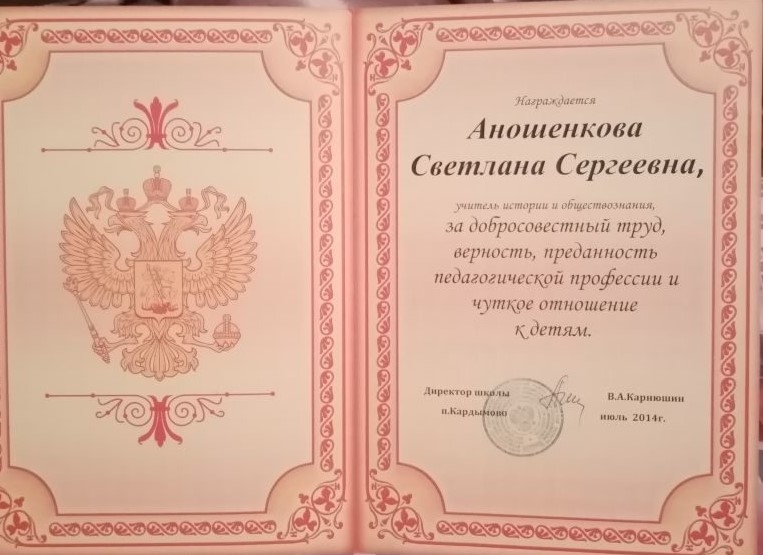 Награждается
Аношенкова
Светлана Сергеевна,
учитель истории и обществознания,
за добросовестный труд,
верность, преданность
педагогической профессии и
чуткое отношение
к детям.
Директор школы В.А.Карнюшин
п.Кардымово июль 2014г.